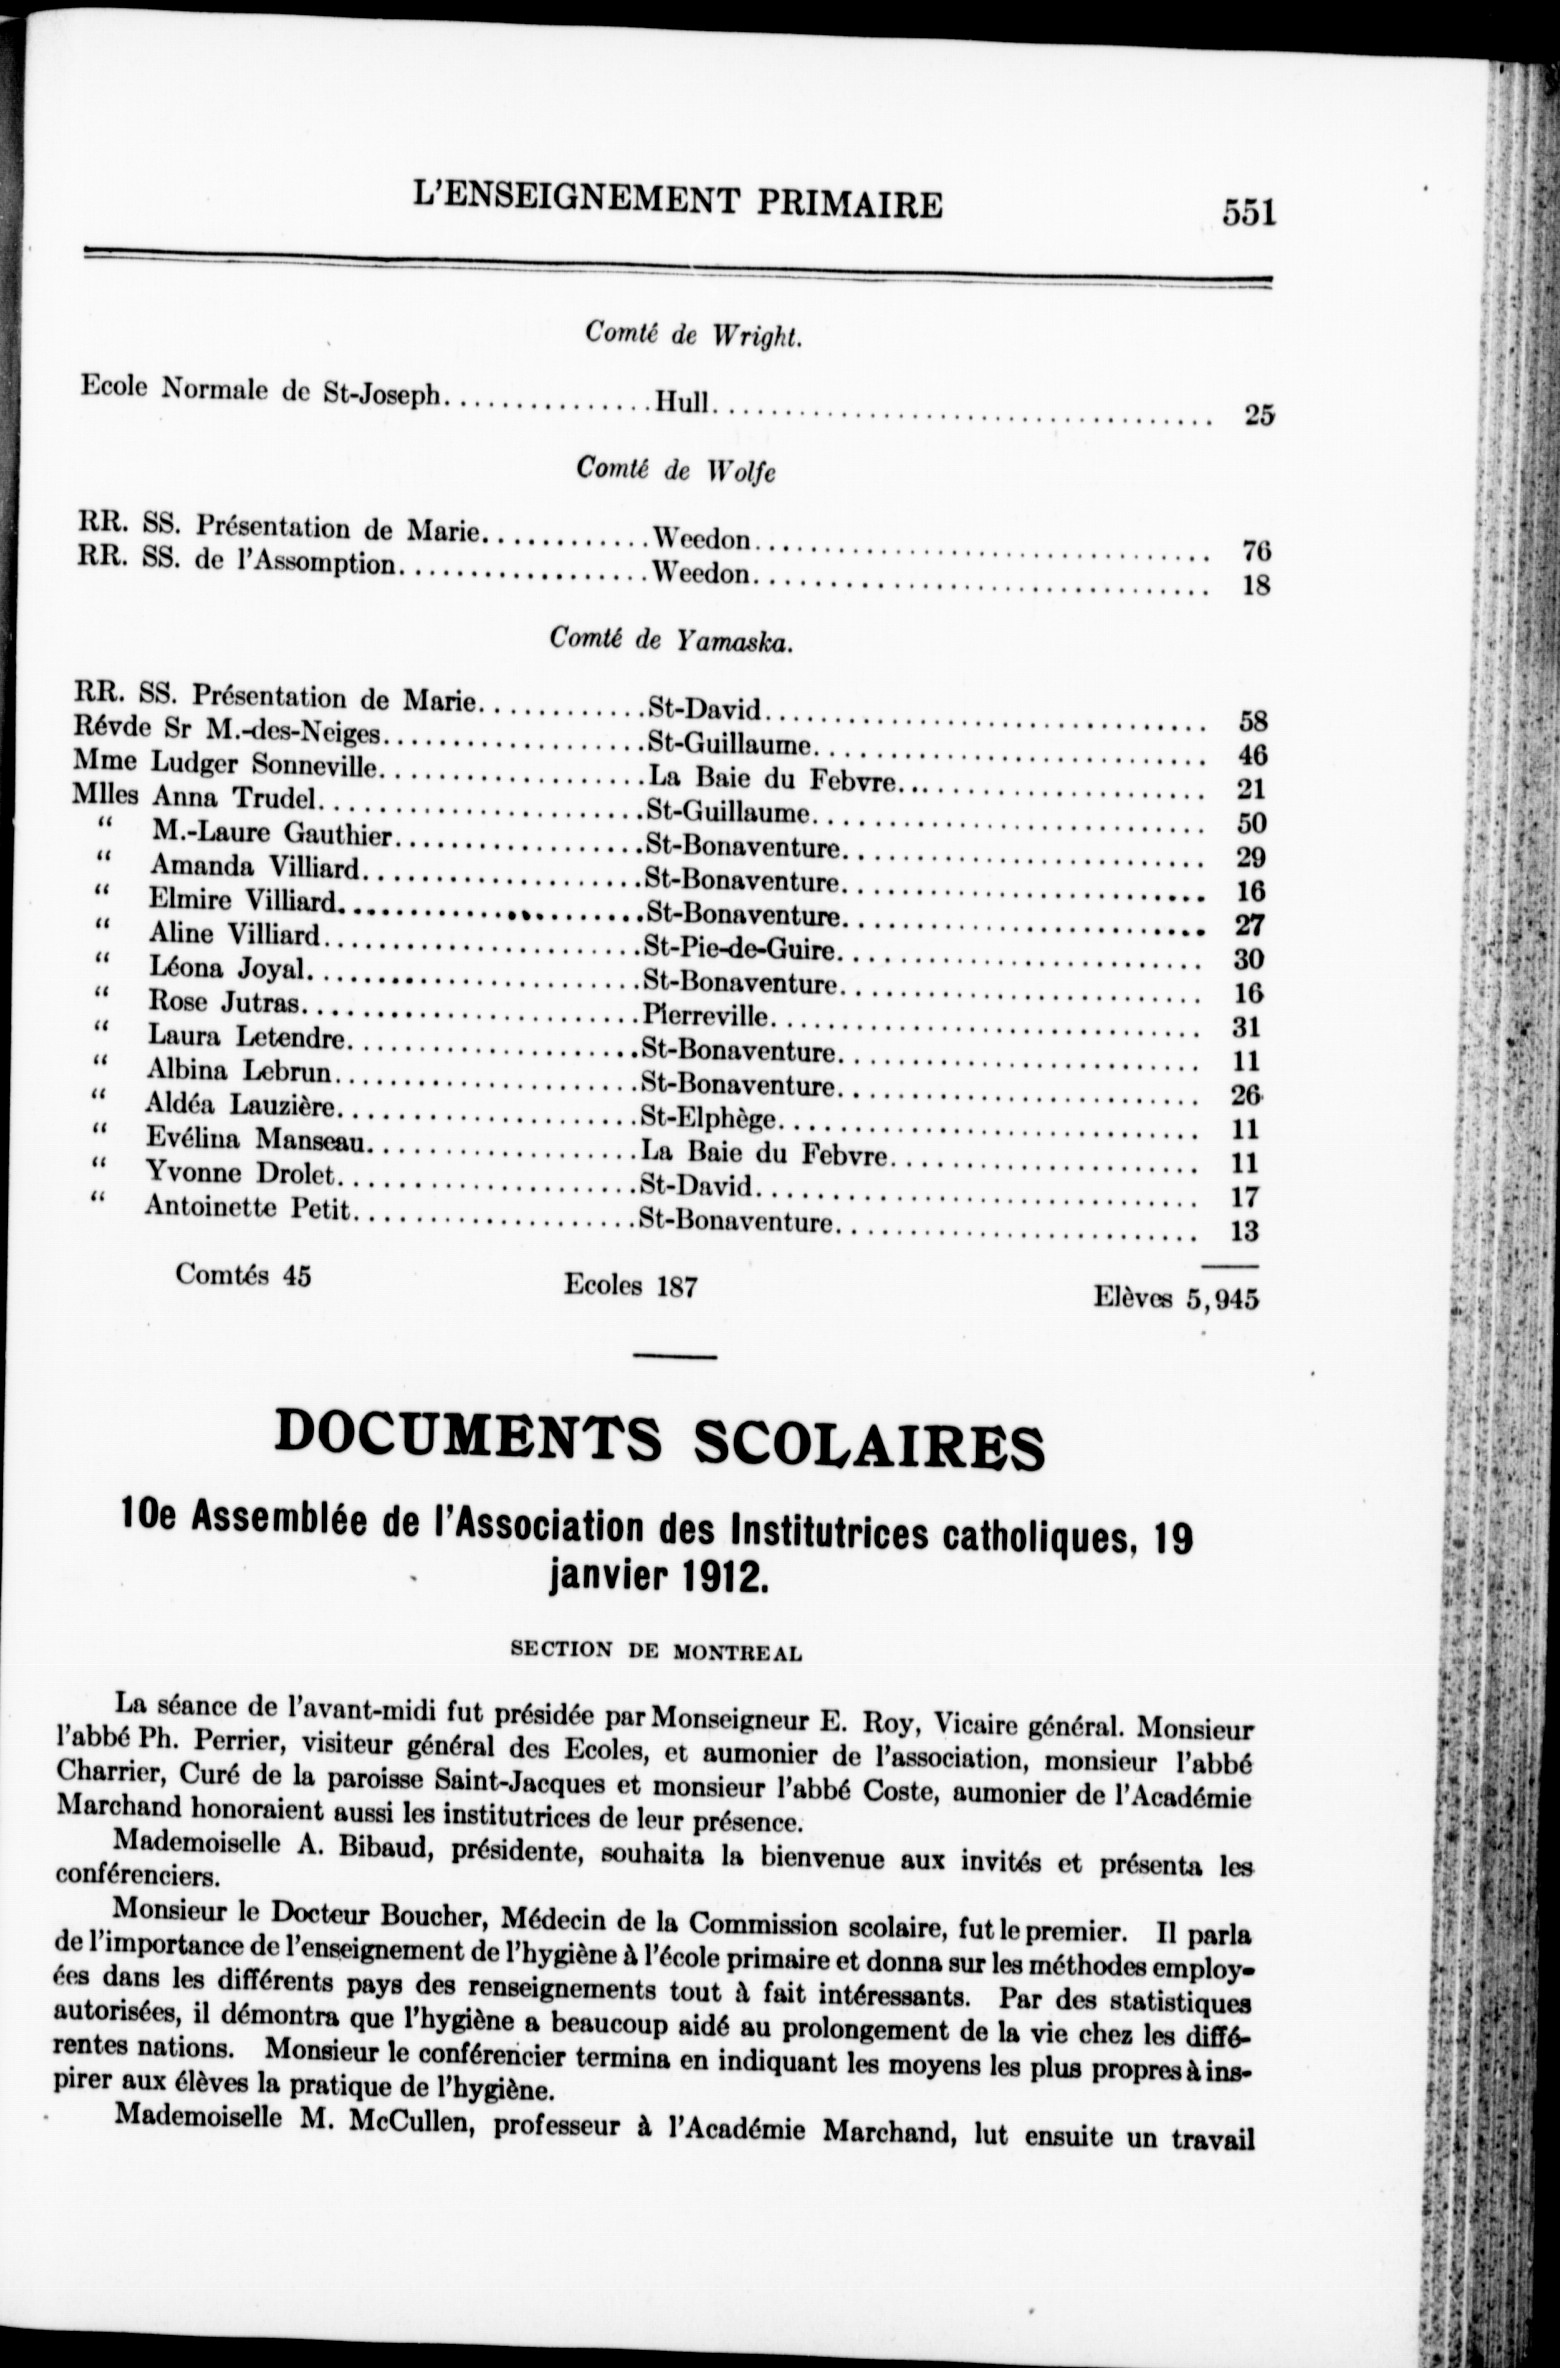 L'ENSEIGNEMENT PRIMAIRE 551
Comté de Wright.
Ecole Normale de St-Joseph...............Hull................................... 25
Comté de Wolfe
RR. SS. Présentation de Marie............Weedon............................... 76
RR. SS. de l'Assomption..................Weedon............................... 18
Comté de Yamaska.
RR. SS. Présentation de Marie............St-David.............................. 58
Révde Sr M.-des-Neiges...................St-Guillaume........................... 46
Mme Ludger Sonneville...................La Baie du Febvre...................... 21
Mlles Anna Trudel.......................St-Guillaume........................... 50
“ M.-Laure Gauthier..................St-Bonaventure......................... 29
“ Amanda Villiard....................St-Bonaventure......................... 16
“ Elmire Villiard......................St-Bonaventure......................... 27
“ Aline Villiard.......................St-Pie-de-Guire......................... 30
“ Léona Joyal........................St-Bonaventure......................... 16
“ Rose Jutras........................Pierreville.............................. 31
“ Laura Letendre.....................St-Bonaventure......................... 11
“ Albina Lebrun......................St-Bonaventure......................... 26
“ Aldéa Lauzière.....................St-Elphège............................. 11
“ Evélina Manseau...................La Baie du Febvre...................... 11
“ Yvonne Drolet.....................St-David............................... 17
“ Antoinette Petit....................St-Bonaventure......................... 13
Comtés 45 Ecoles 187 Elèves 5,945
DOCUMENTS SCOLAIRES
10e Assemblée de l'Association des Institutrices catholiques, 19
janvier 1912.
SECTION DE MONTREAL
La séance de l'avant-midi fut présidée par Monseigneur E. Roy, Vicaire général. Monsieur
l'abbé Ph. Perrier, visiteur général des Ecoles, et aumonier de l'association, monsieur l'abbé
Charrier, Curé de la paroisse Saint-Jacques et monsieur l'abbé Coste, aumonier de l'Académie
Marchand honoraient aussi les institutrices de leur présence.
Mademoiselle A. Bibaud, présidente, souhaita la bienvenue aux invités et présenta les
conférenciers.
Monsieur le Docteur Boucher, Médecin de la Commission scolaire, fut le premier. Il parla
de l'importance de l'enseignement de l'hygiène à l'école primaire et donna sur les méthodes employ-
ées dans les différents pays des renseignements tout à fait intéressants. Par des statistiques
autorisées, il démontra que l'hygiène a beaucoup aidé au prolongement de la vie chez les diffé-
rentes nations. Monsieur le conférencier termina en indiquant les moyens les plus propres à ins-
pirer aux élèves la pratique de l'hygiène.
Mademoiselle M. McCullen, professeur à l'Académie Marchand, lut ensuite un travail